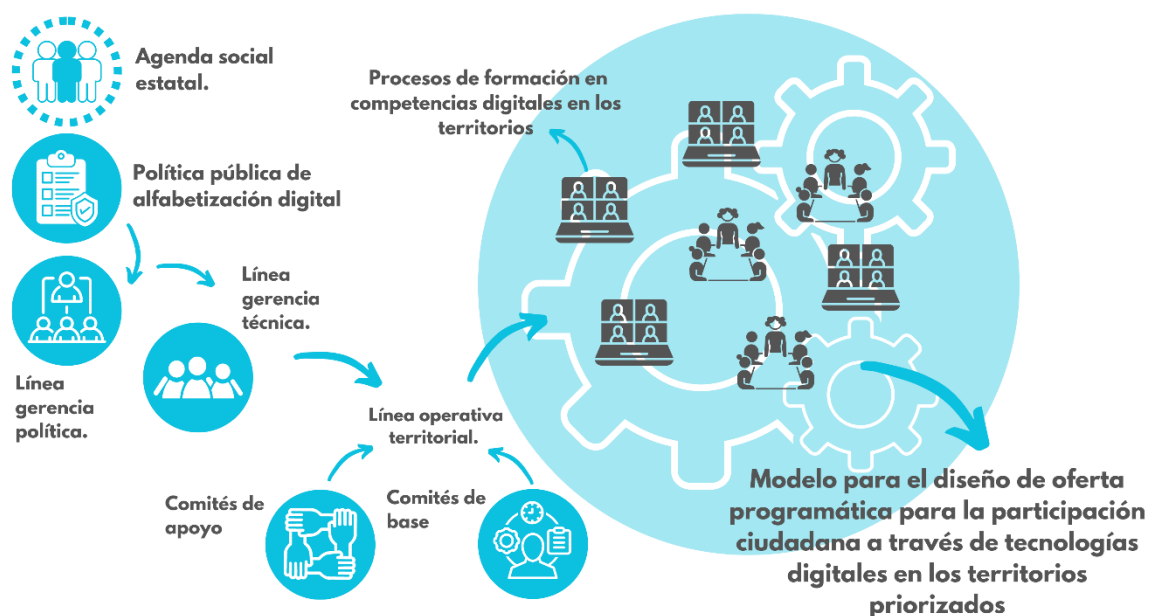 Agenda social
estatal.
Política pública de
alfabetización digital
Línea
gerencia
técnica.
Línea
gerencia
política.
Línea operativa
territorial.
Comités de
apoyo
Comités de
base
Procesos de formación en
competencias digitales en los
territorios
Modelo para el diseño de oferta
programática para la participación
ciudadana a través de tecnologías
digitales en los territorios
priorizados